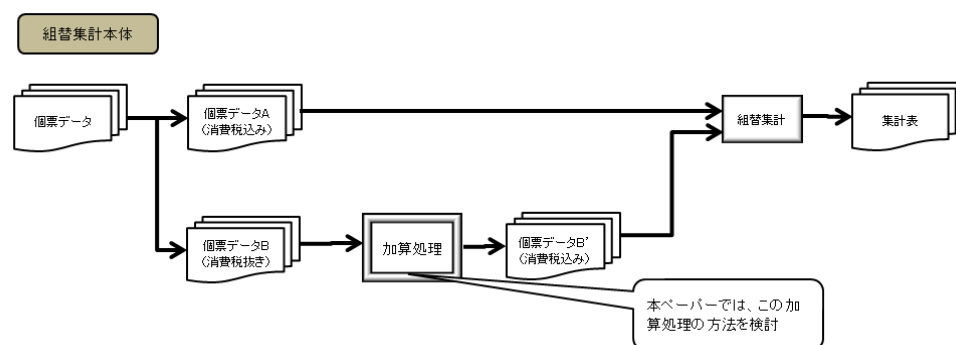 組替集計本体
個票データ
個票データA
（消費税込み）
組替集計
集計表
個票データB
（消費税抜き）
加算処理
個票データB’
（消費税込み）
本ペーパーでは、この加
算処理の方法を検討